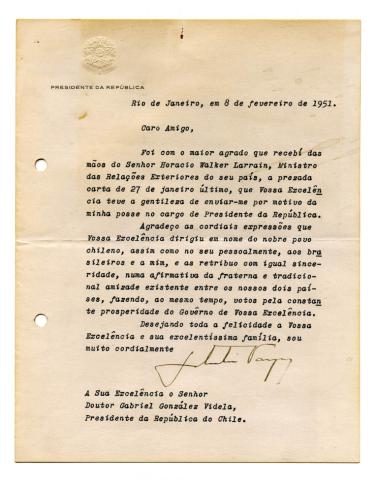 PRESIDENTE DA REPÚBLICA
Rio de Janeiro, em 8 de fevereiro de 1951.
Caro Amigo,
Foi com o maior agrado que recebí das
mãos do Senhor Horacio Walker Larrain, Ministro
das Relações Exteriores do seu país, a prezada
carta de 27 de janeiro último, que Vossa Excelên
cia teve a gentileza de enviar-me por motivo da
minha posse no cargo de Presidente da República.
Agradeço as cordiais expressões que
Vossa Excelência dirigiu em nome do nobre povo
chileno, assim como no seu pessoalmente, aos bra
sileiros e a mim, e as retribuo com igual since-
ridade, numa afirmativa da fraterna e tradicio-
nal amizade existente entre os nossos dois paí-
ses, fazendo, ao mesmo tempo, votos pela constan
te prosperidade do Govêrno de Vossa Excelência.
Desejando toda a felicidade a Vossa
Excelência e sua excelentíssima família, sou
muito cordialmente
Getulio Vargas
A Sua Excelência o Senhor
Doutor Gabriel González Videla,
Presidente da República do Chile.